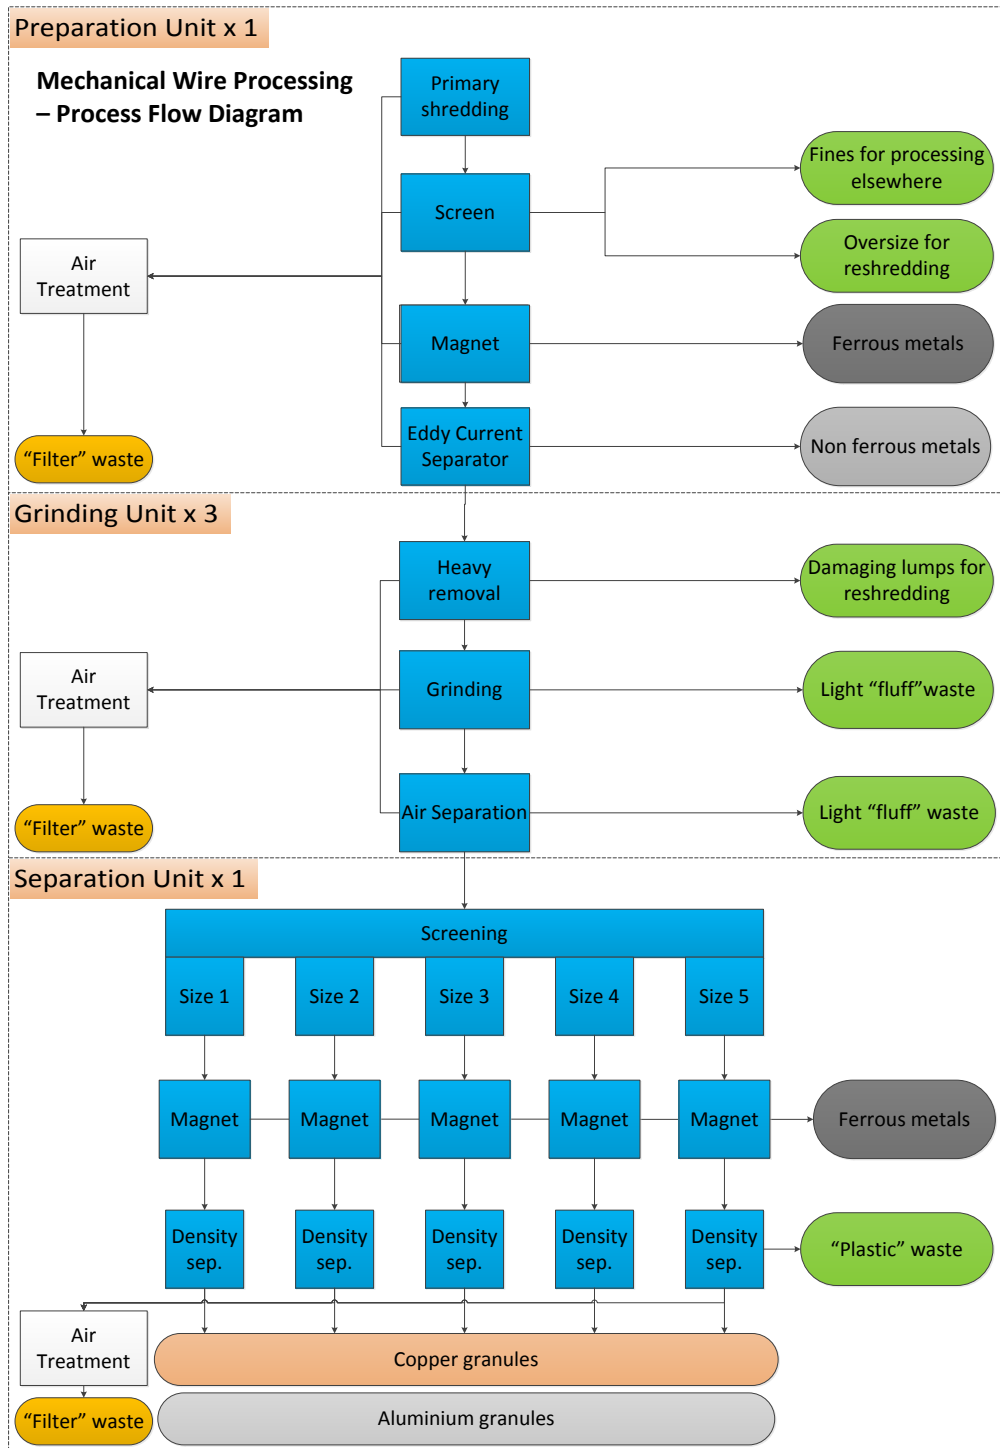 Preparation Unit x 1
Mechanical Wire Processing
– Process Flow Diagram
Primary
shredding
Fines for processing
elsewhere
Screen
Oversize for
reshredding
Air
Treatment
Magnet
Ferrous metals
Eddy Current
Separator
Non ferrous metals
“Filter” waste
Grinding Unit x 3
Heavy
removal
Damaging lumps for
reshredding
Air
Treatment
Grinding
Light “fluff”waste
Air Separation
Light “fluff” waste
“Filter” waste
Separation Unit x 1
Screening
Size 1
Size 2
Size 3
Size 4
Size 5
Magnet
Magnet
Magnet
Magnet
Magnet
Ferrous metals
Density
sep.
Density
sep.
Density
sep.
Density
sep.
Density
sep.
“Plastic” waste
Air
Treatment
Copper granules
“Filter” waste
Aluminium granules